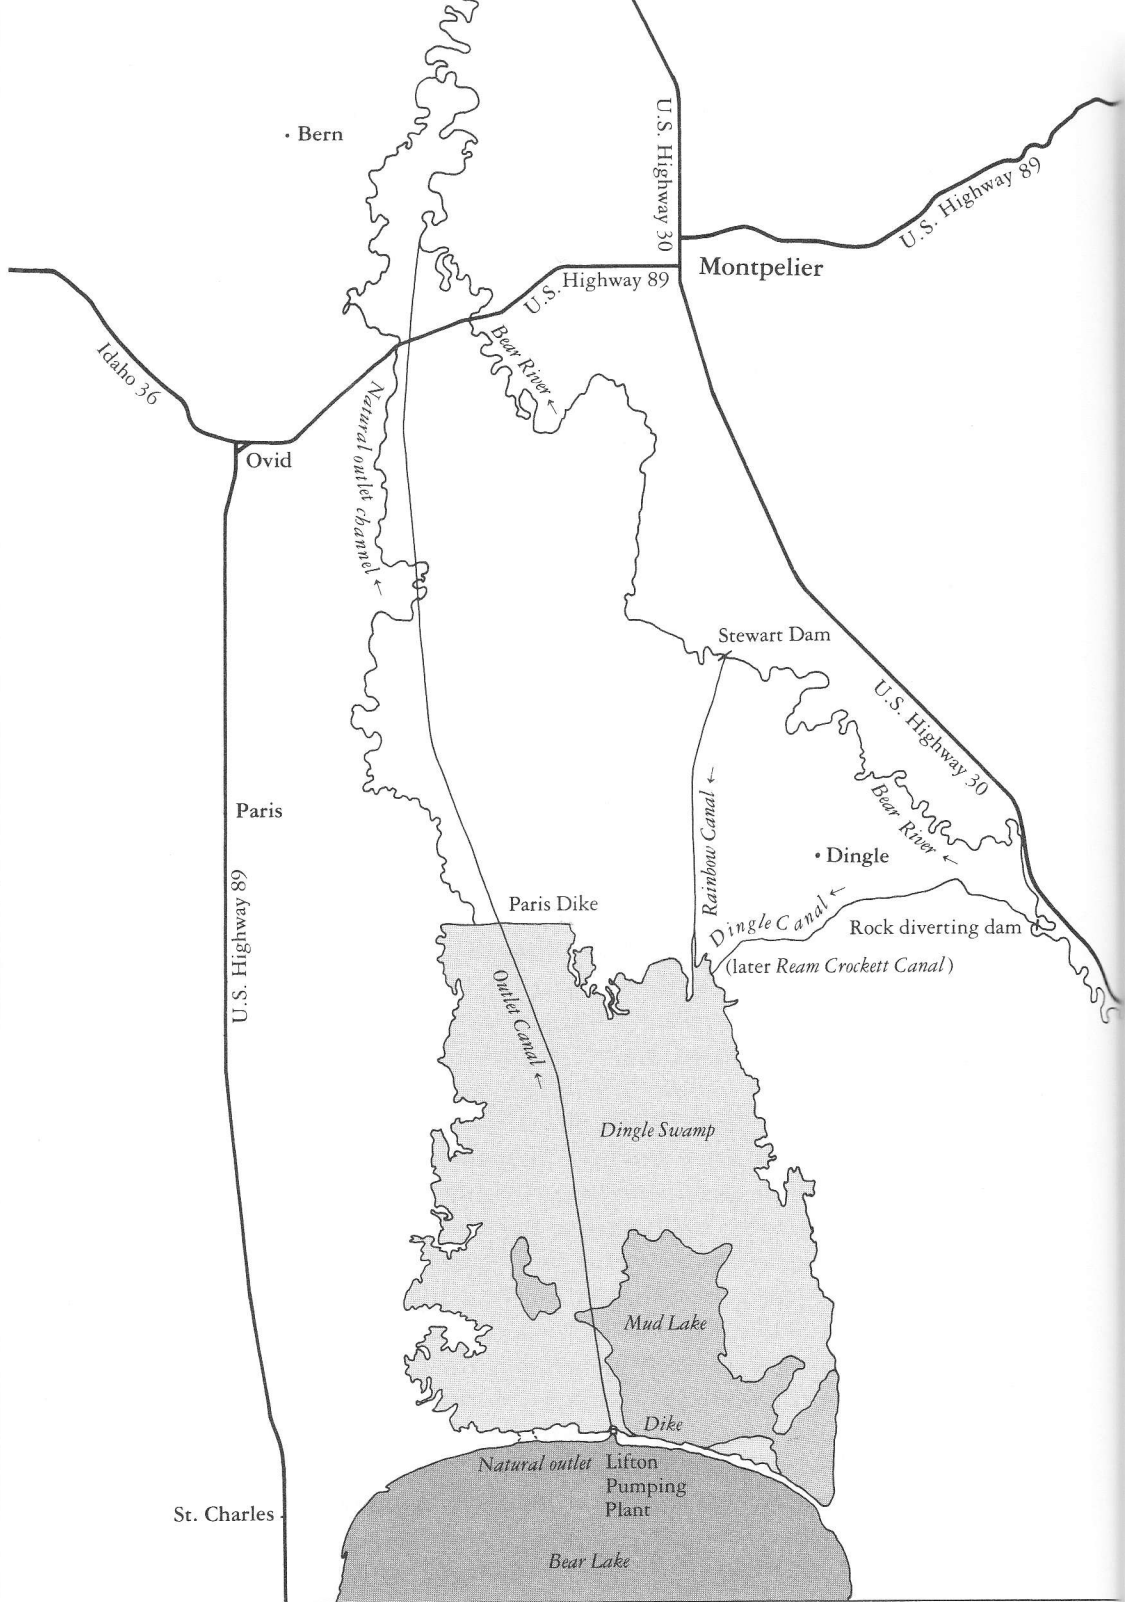 Bern
U.S. Highway 30
U.S. Highway 89
Montpelier
U.S. Highway 89
Bear River ←
Idaho 36
Natural outlet channel ←
Ovid
Stewart Dam
U.S. Highway 30
Rainbow Canal ←
Bear River ←
Paris
Dingle
U.S. Highway 89
Paris Dike
Dingle Canal ←
Rock diverting dam
(later Ream Crockett Canal)
Outlet Canal ←
Dingle Swamp
Mud Lake
Dike
Natural outlet
Lifton
Pumping
Plant
St. Charles
Bear Lake